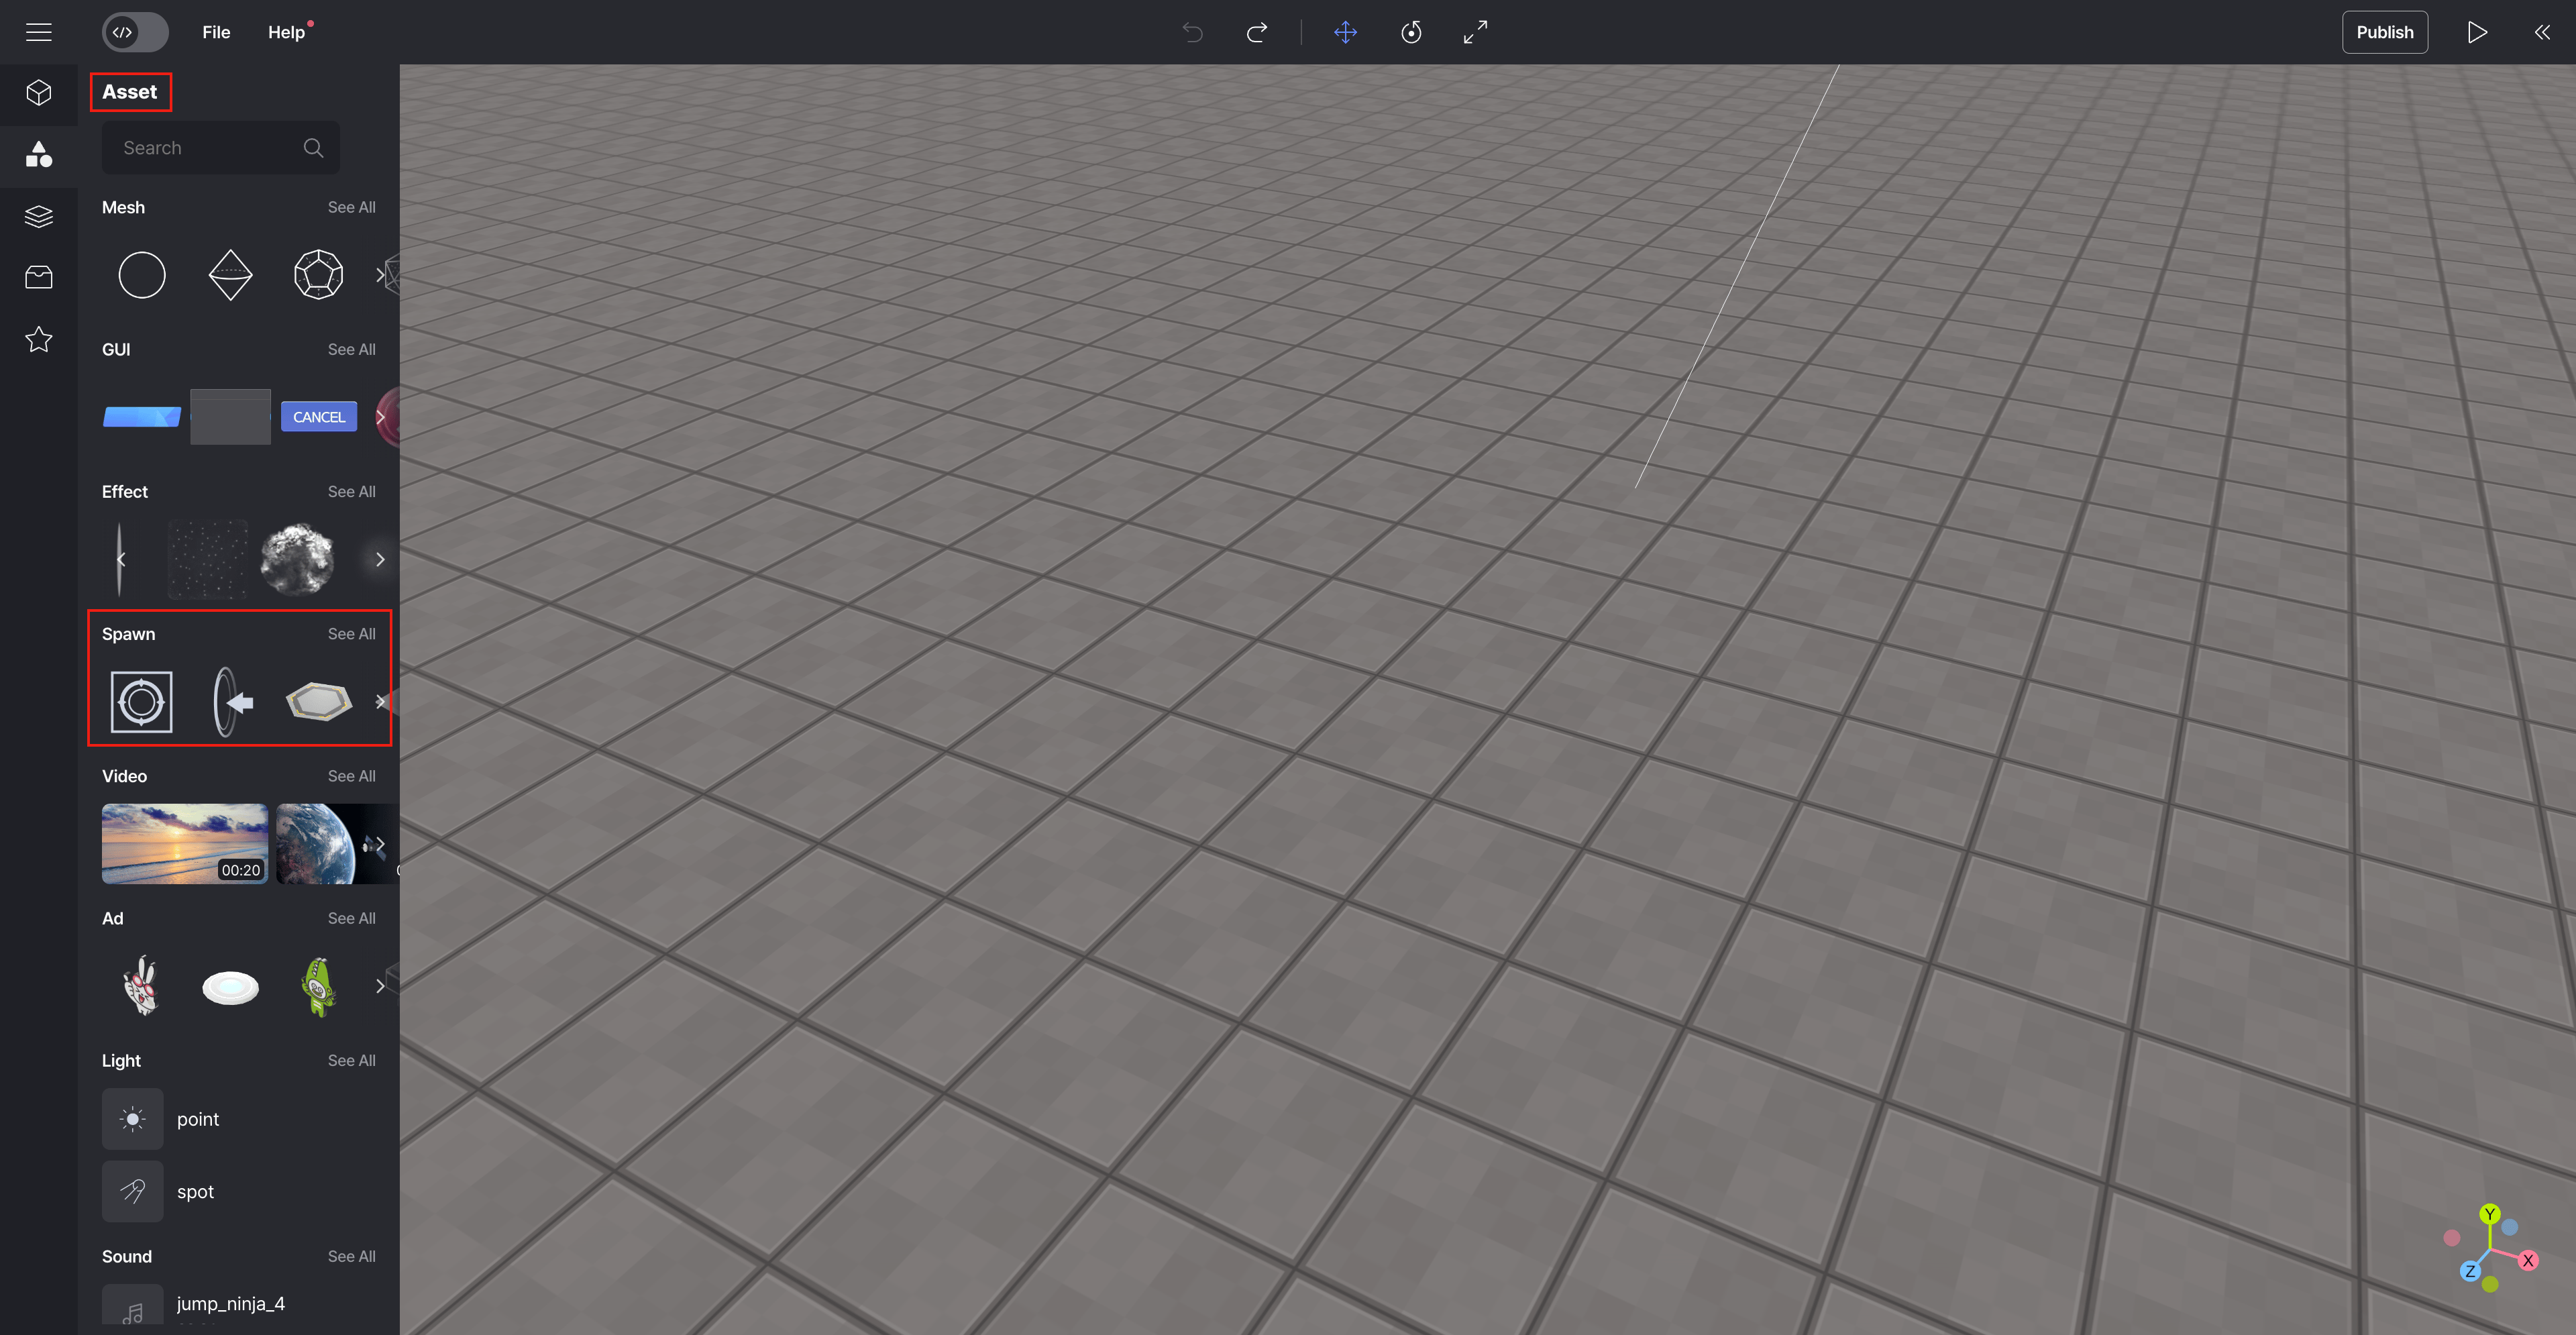 </>
File
Help
Publish
Asset
Search
Mesh
See All
GUI
See All
CANCEL
Effect
See All
Spawn
See All
Video
See All
00:20
Ad
See All
Light
See All
point
spot
Sound
See All
jump_ninja_4
Y
X
Z